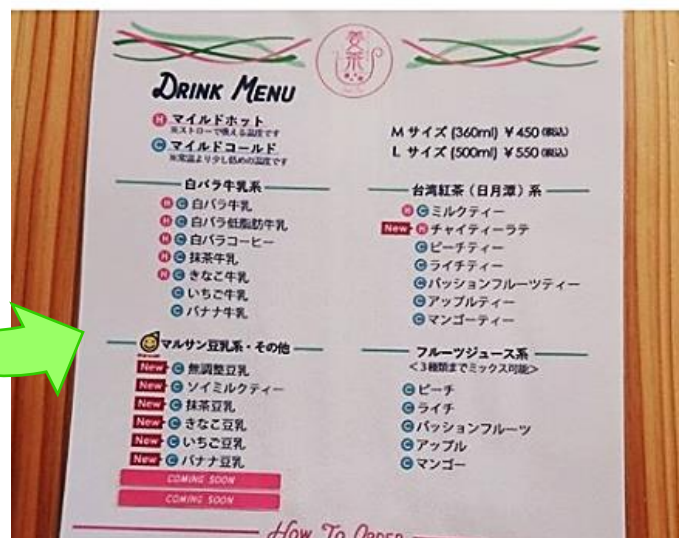 姜茶
DRINK MENU
H マイルドホット
※ストローで吸える温度です
C マイルドコールド
※常温より少し低めの温度です
M サイズ (360ml) ¥450 (税込)
L サイズ (500ml) ¥550 (税込)
白バラ牛乳系
H C 白バラ牛乳
H C 白バラ低脂肪牛乳
H C 白バラコーヒー
H C 抹茶牛乳
H C きなこ牛乳
C いちご牛乳
C バナナ牛乳
マルサン豆乳系・その他
New C 無調整豆乳
New C ソイミルクティー
New C 抹茶豆乳
New C きなこ豆乳
New C いちご豆乳
New C バナナ豆乳
COMING SOON
COMING SOON
台湾紅茶（日月潭）系
H C ミルクティー
New H チャイティーラテ
C ピーチティー
C ライチティー
C パッションフルーツティー
C アップルティー
C マンゴーティー
フルーツジュース系
＜3種類までミックス可能＞
C ピーチ
C ライチ
C パッションフルーツ
C アップル
C マンゴー
How To Order